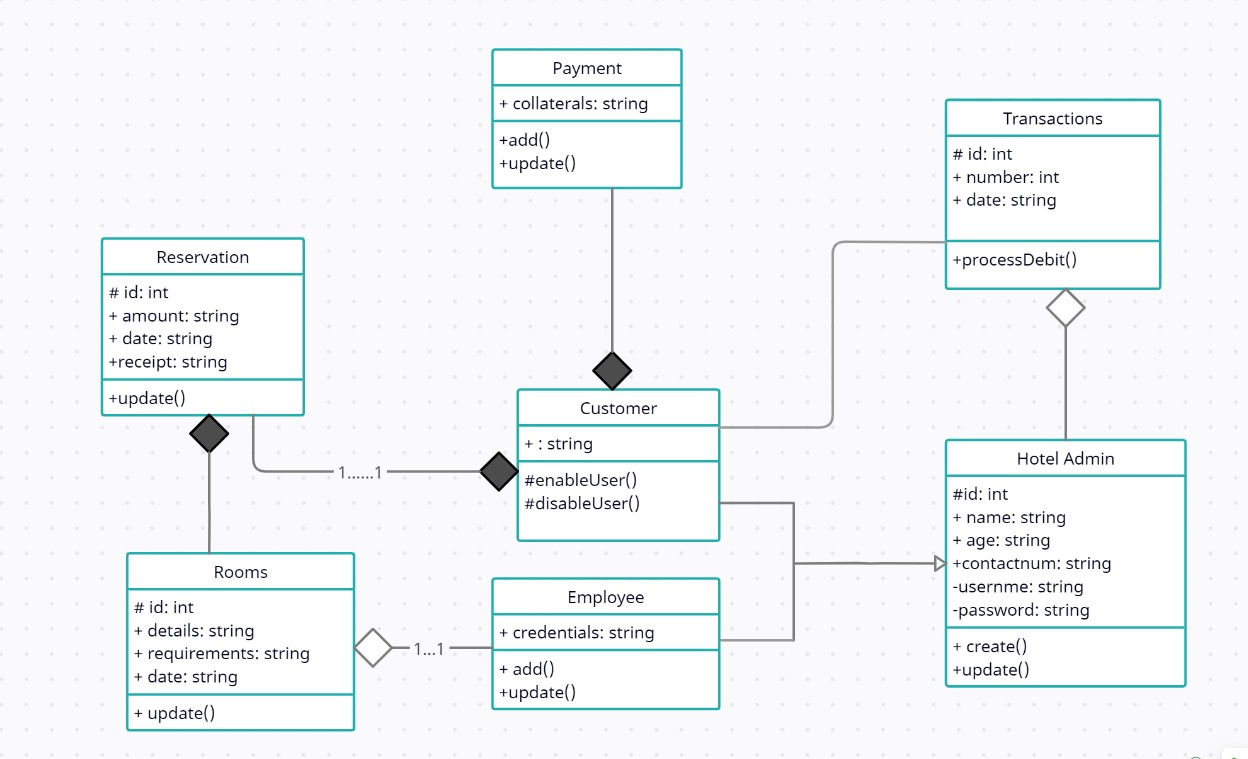 Payment
+ collaterals: string
+add()
+update()
Transactions
# id: int
+ number: int
+ date: string
+processDebit()
Reservation
# id: int
+ amount: string
+ date: string
+receipt: string
+update()
Customer
+ : string
#enableUser()
#disableUser()
1......1
Hotel Admin
#id: int
+ name: string
+ age: string
+contactnum: string
-usernme: string
-password: string
+ create()
+update()
Rooms
# id: int
+ details: string
+ requirements: string
+ date: string
+ update()
1...1
Employee
+ credentials: string
+ add()
+update()